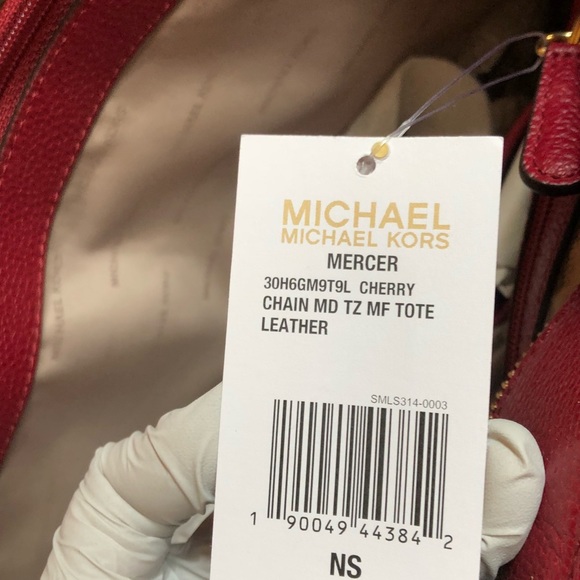 MICHAEL
MICHAEL KORS
MERCER
30H6GM9T9L CHERRY
CHAIN MD TZ MF TOTE
LEATHER
SMLS314-0003
1 90049 44384 2
NS